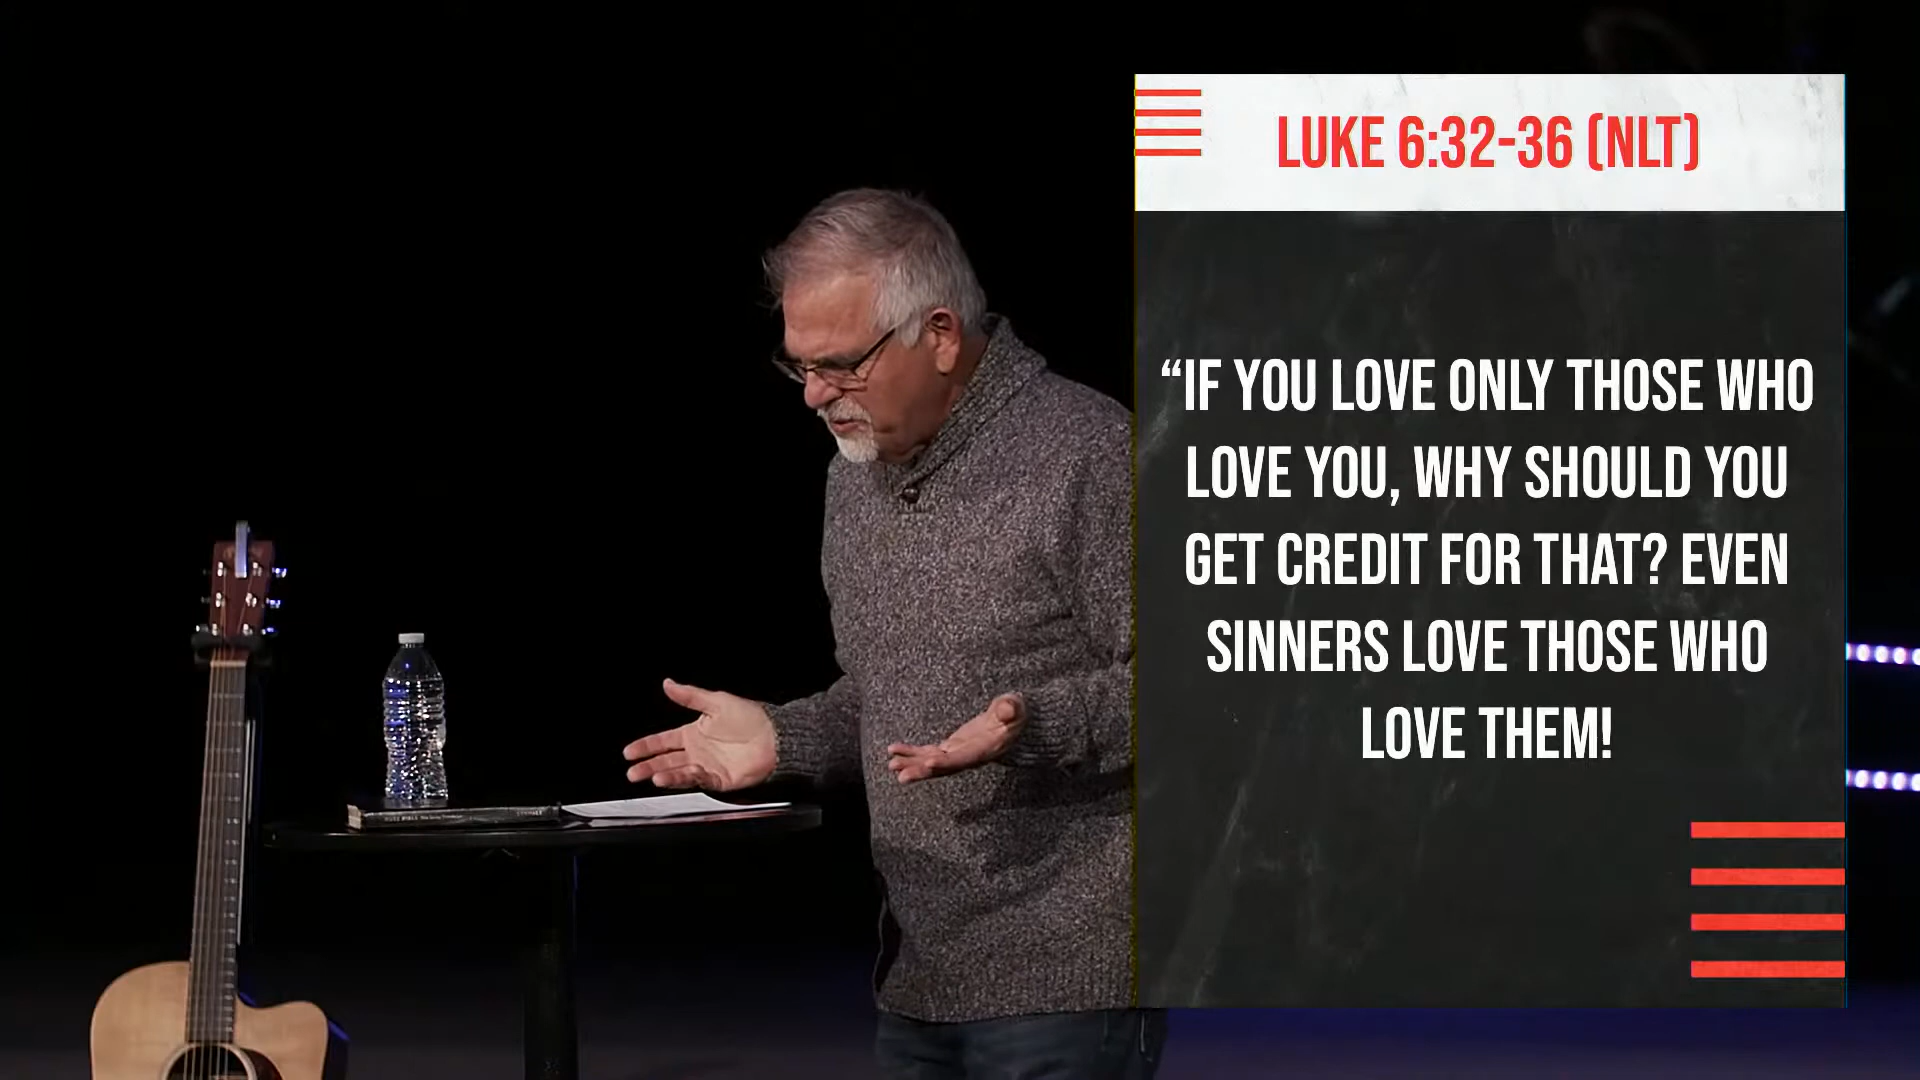 LUKE 6:32-36 (NLT)
“IF YOU LOVE ONLY THOSE WHO
LOVE YOU, WHY SHOULD YOU
GET CREDIT FOR THAT? EVEN
SINNERS LOVE THOSE WHO
LOVE THEM!